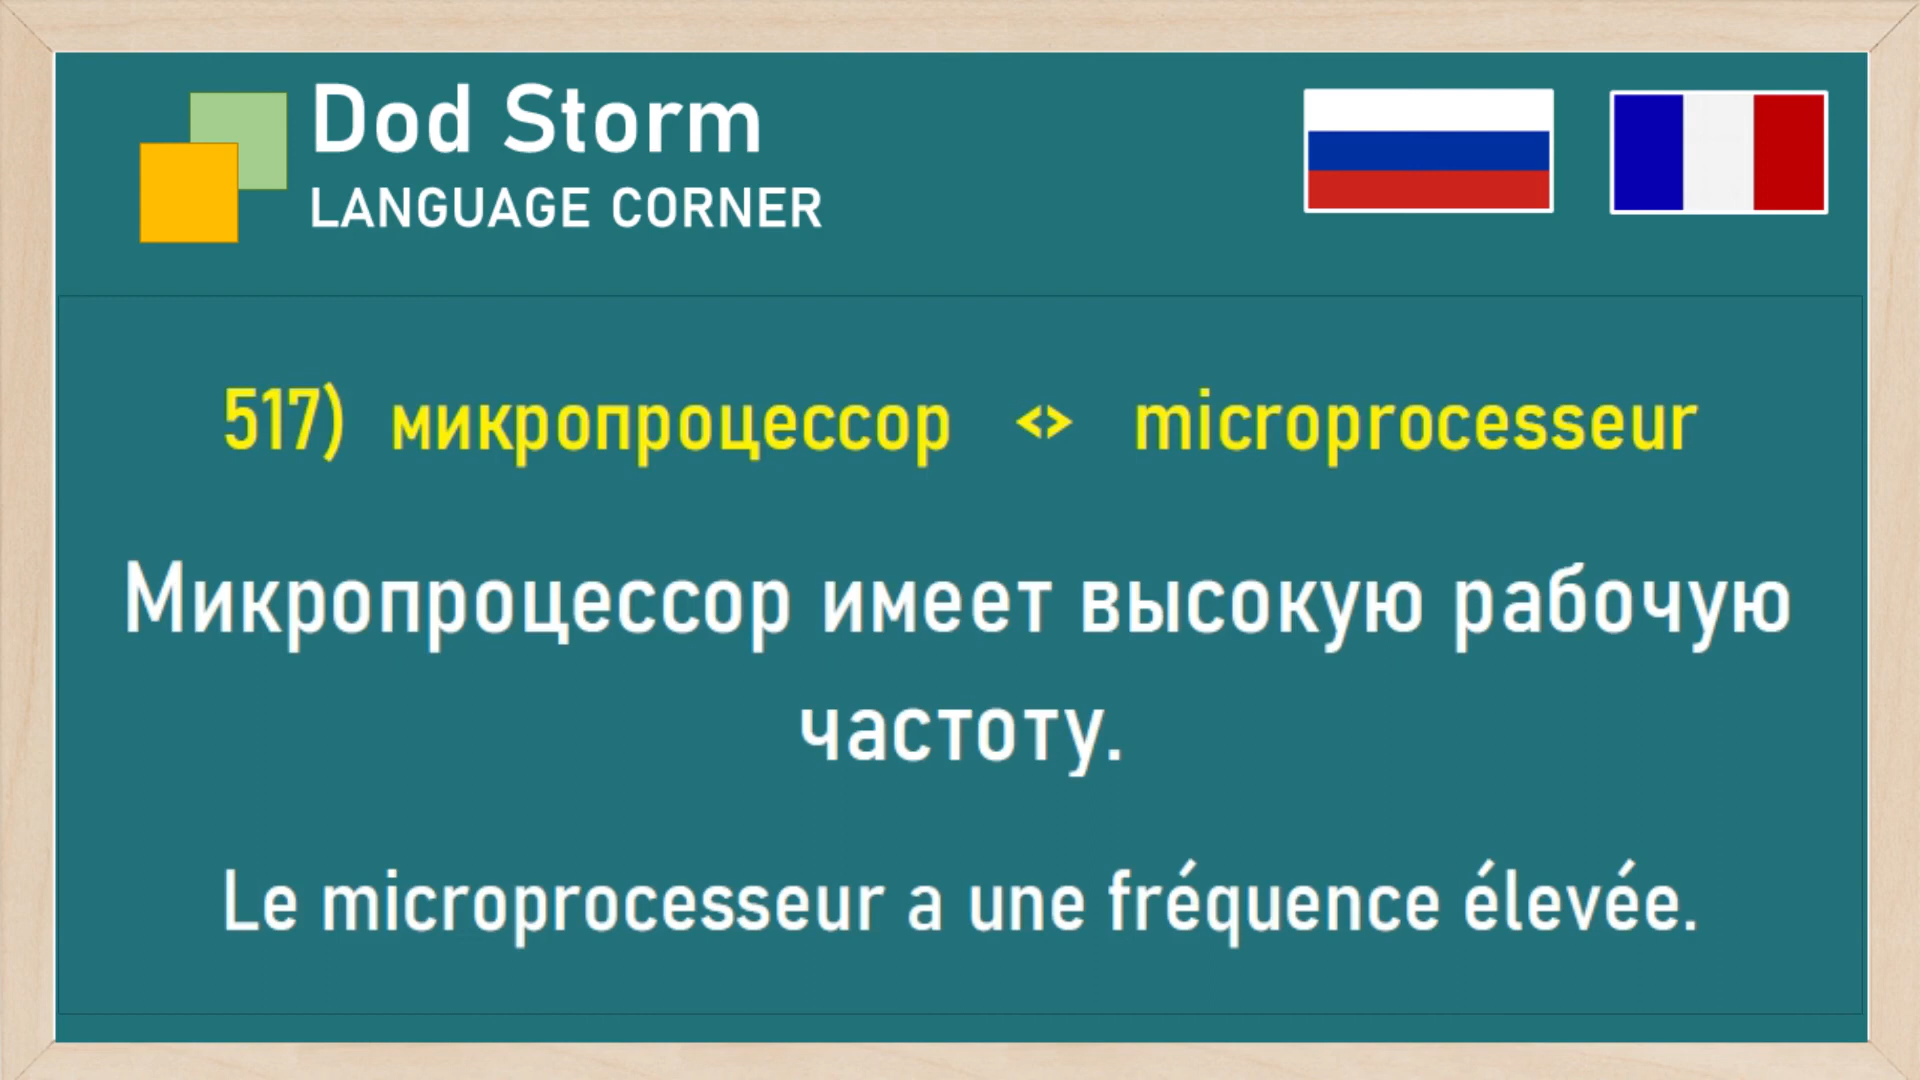 Dod Storm
LANGUAGE CORNER
517) микропроцессор <> microprocesseur
Микропроцессор имеет высокую рабочую
частоту.
Le microprocesseur a une fréquence élevée.